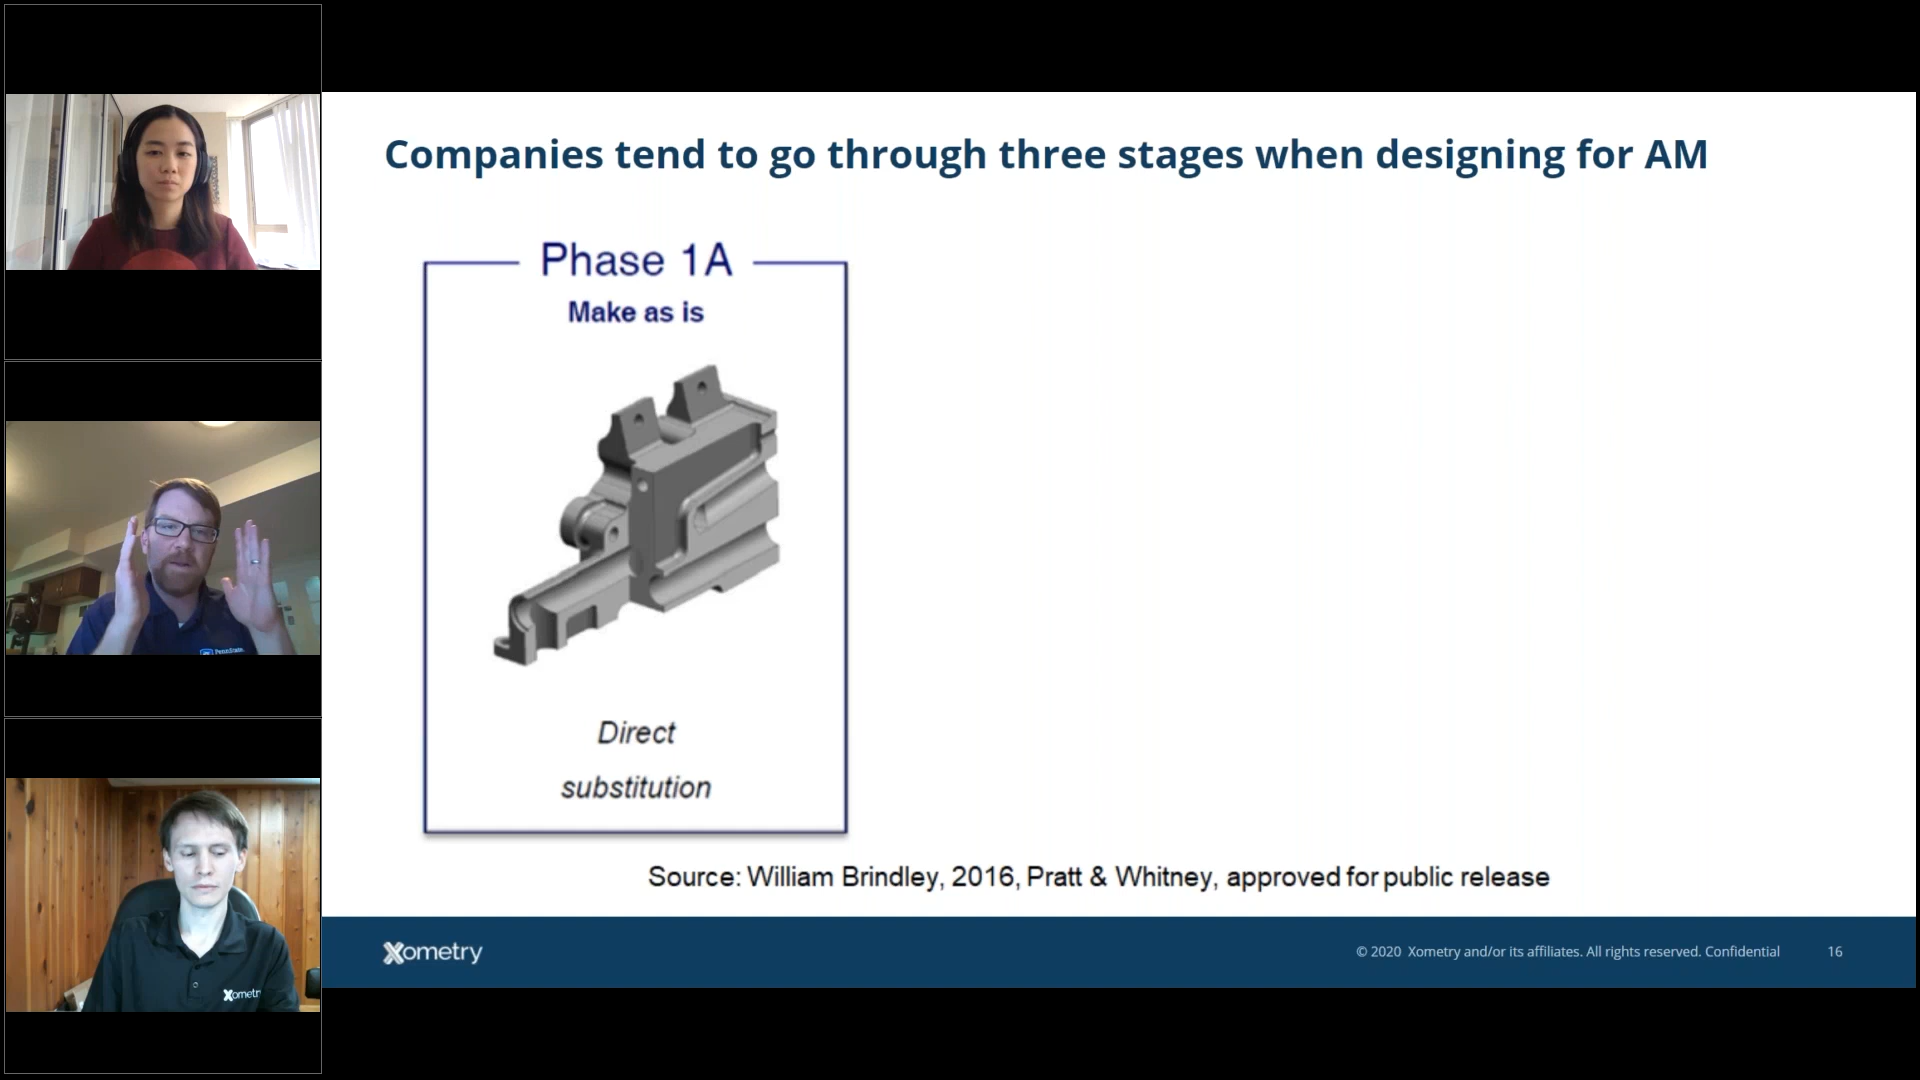 Companies tend to go through three stages when designing for AM
Phase 1A
Make as is
Direct
substitution
Source: William Brindley, 2016, Pratt & Whitney, approved for public release
Xometry
© 2020 Xometry and/or its affiliates. All rights reserved. Confidential
16
PennState
Xometry